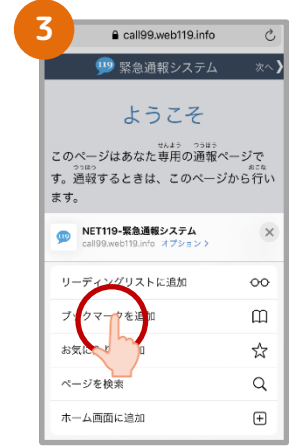 3
call99.web119.info
119 緊急通報システム 次へ
ようこそ
せんよう つうほう
このページはあなた専用の通報ページで
つうほう おこな
す。通報するときは、このページから行い
ます。
119 NET119-緊急通報システム
call99.web119.info オプション
リーディングリストに追加
ブックマークを追加
お気に
ページを検索
ホーム画面に追加